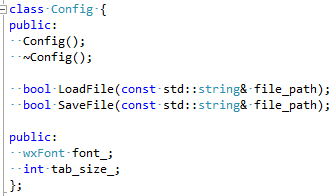 class Config {
public:
  Config();
  ~Config();

  bool LoadFile(const std::string& file_path);
  bool SaveFile(const std::string& file_path);

public:
  wxFont font_;
  int tab_size_;
};